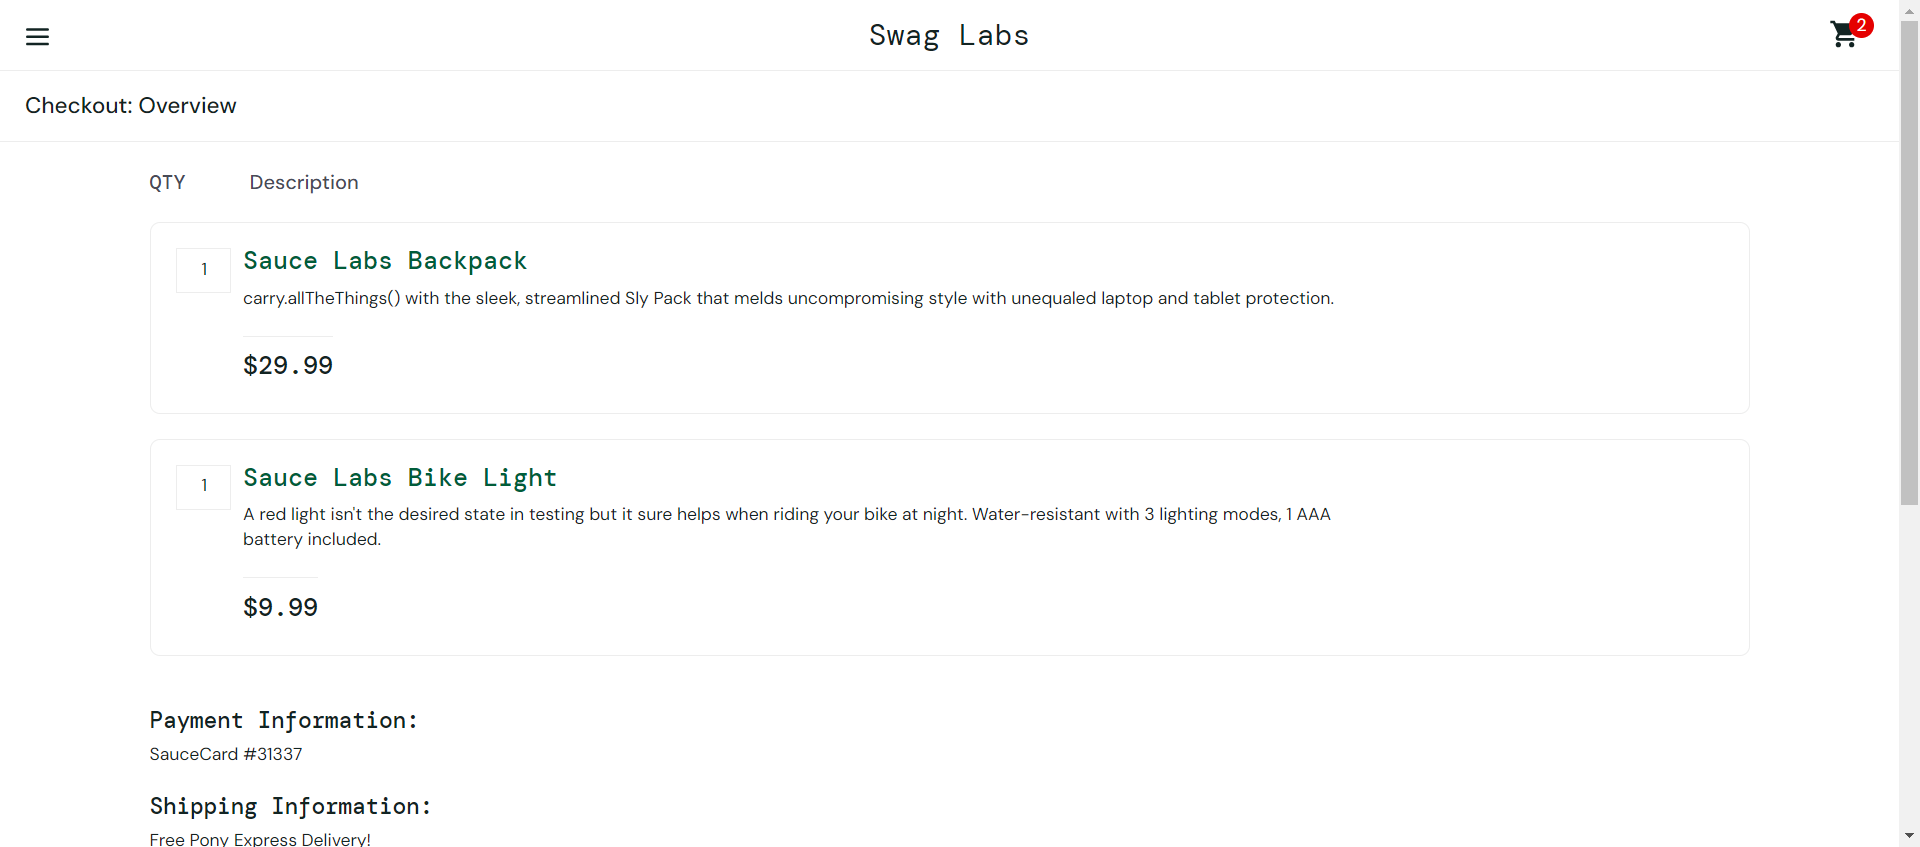 Swag Labs
2
Checkout: Overview
QTY Description
1
Sauce Labs Backpack
carry.allTheThings() with the sleek, streamlined Sly Pack that melds uncompromising style with unequaled laptop and tablet protection.
$29.99
1
Sauce Labs Bike Light
A red light isn't the desired state in testing but it sure helps when riding your bike at night. Water-resistant with 3 lighting modes, 1 AAA
battery included.
$9.99
Payment Information:
SauceCard #31337
Shipping Information:
Free Pony Express Delivery!